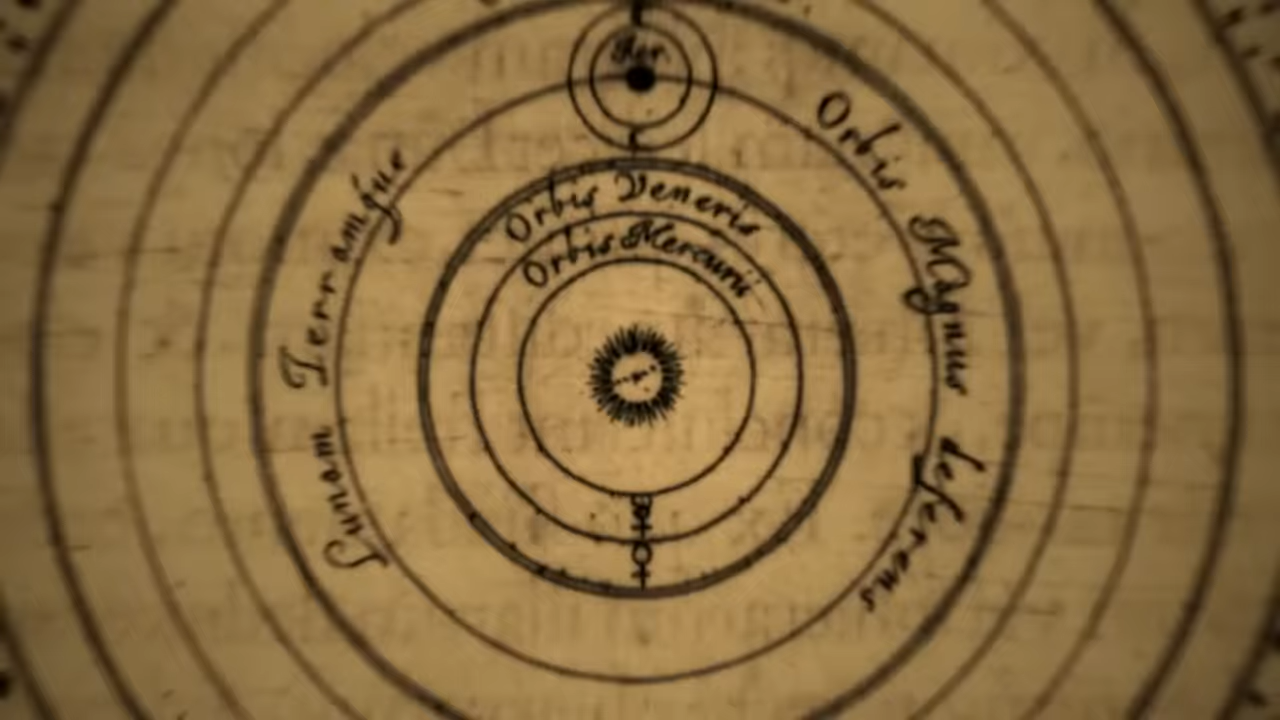 Orbis Magnus deferens
Lunam Terramque
Orbis Veneris
Orbis Mercurii